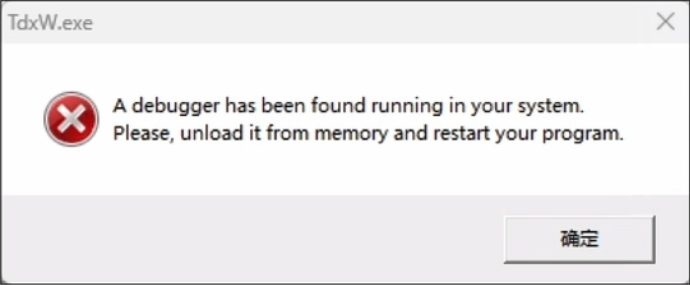 TdxW.exe
A debugger has been found running in your system.
Please, unload it from memory and restart your program.
确定